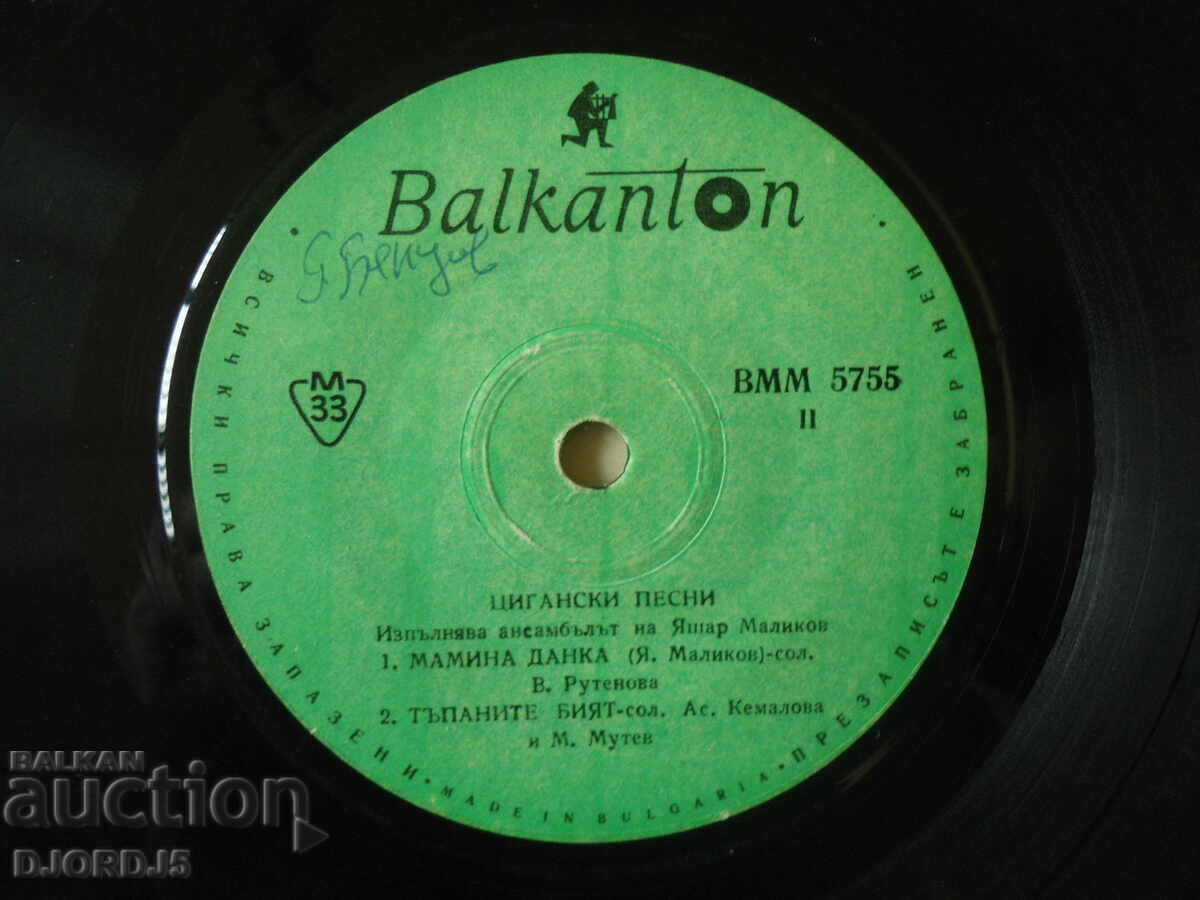 Balkanton
М
33
ВММ 5755
II
ЦИГАНСКИ ПЕСНИ
Изпълнява ансамбълът на Яшар Маликов
1. МАМИНА ДАНКА (Я. Маликов)-сол.
В. Рутенова
2. ТЪПАНИТЕ БИЯТ-сол. Ас. Кемалова
и М. Мутев
• ВСИЧКИ ПРАВА ЗАПАЗЕНИ • MADE IN BULGARIA • ПРЕЗАПИСЪТ Е ЗАБРАНЕН •
BALKAN
auction
DJORDJ5